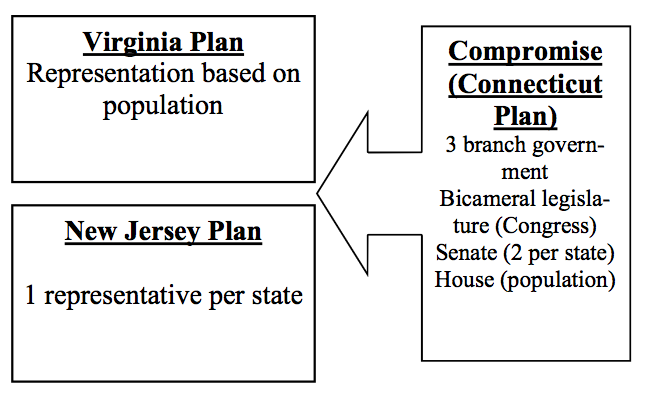 Virginia Plan
Representation based on
population
New Jersey Plan
1 representative per state
Compromise
(Connecticut
Plan)
3 branch govern-
ment
Bicameral legisla-
ture (Congress)
Senate (2 per state)
House (population)